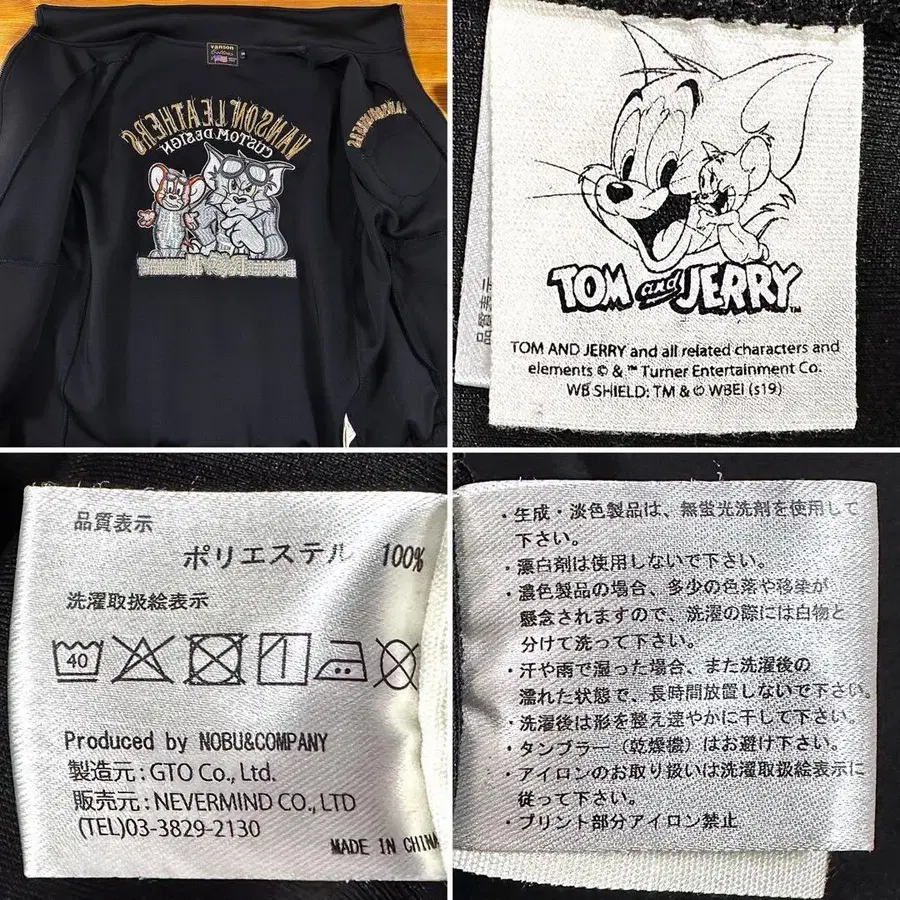 vanson
VANSON LEATHERS
CUSTOM DESIGN
TOM and JERRY™
品質表示
TOM AND JERRY and all related characters and
elements © & ™ Turner Entertainment Co.
WB SHIELD: TM & © WBEI (s19)
品質表示
ポリエステル 100%
洗濯取扱絵表示
40
Produced by NOBU&COMPANY
製造元:GTO Co., Ltd.
販売元:NEVERMIND CO., LTD
(TEL)03-3829-2130
MADE IN CHINA
・生成・淡色製品は、無蛍光洗剤を使用して
下さい。
・漂白剤は使用しないで下さい。
・濃色製品の場合、多少の色落や移染が
懸念されますので、洗濯の際には白物と
分けて洗って下さい。
・汗や雨で湿った場合、また洗濯後の
濡れた状態で、長時間放置しないで下さい。
・洗濯後は形を整え速やかに干して下さい。
・タンブラー(乾燥機)はお避け下さい。
・アイロンのお取り扱いは洗濯取扱絵表示に
従って下さい。
・プリント部分アイロン禁止